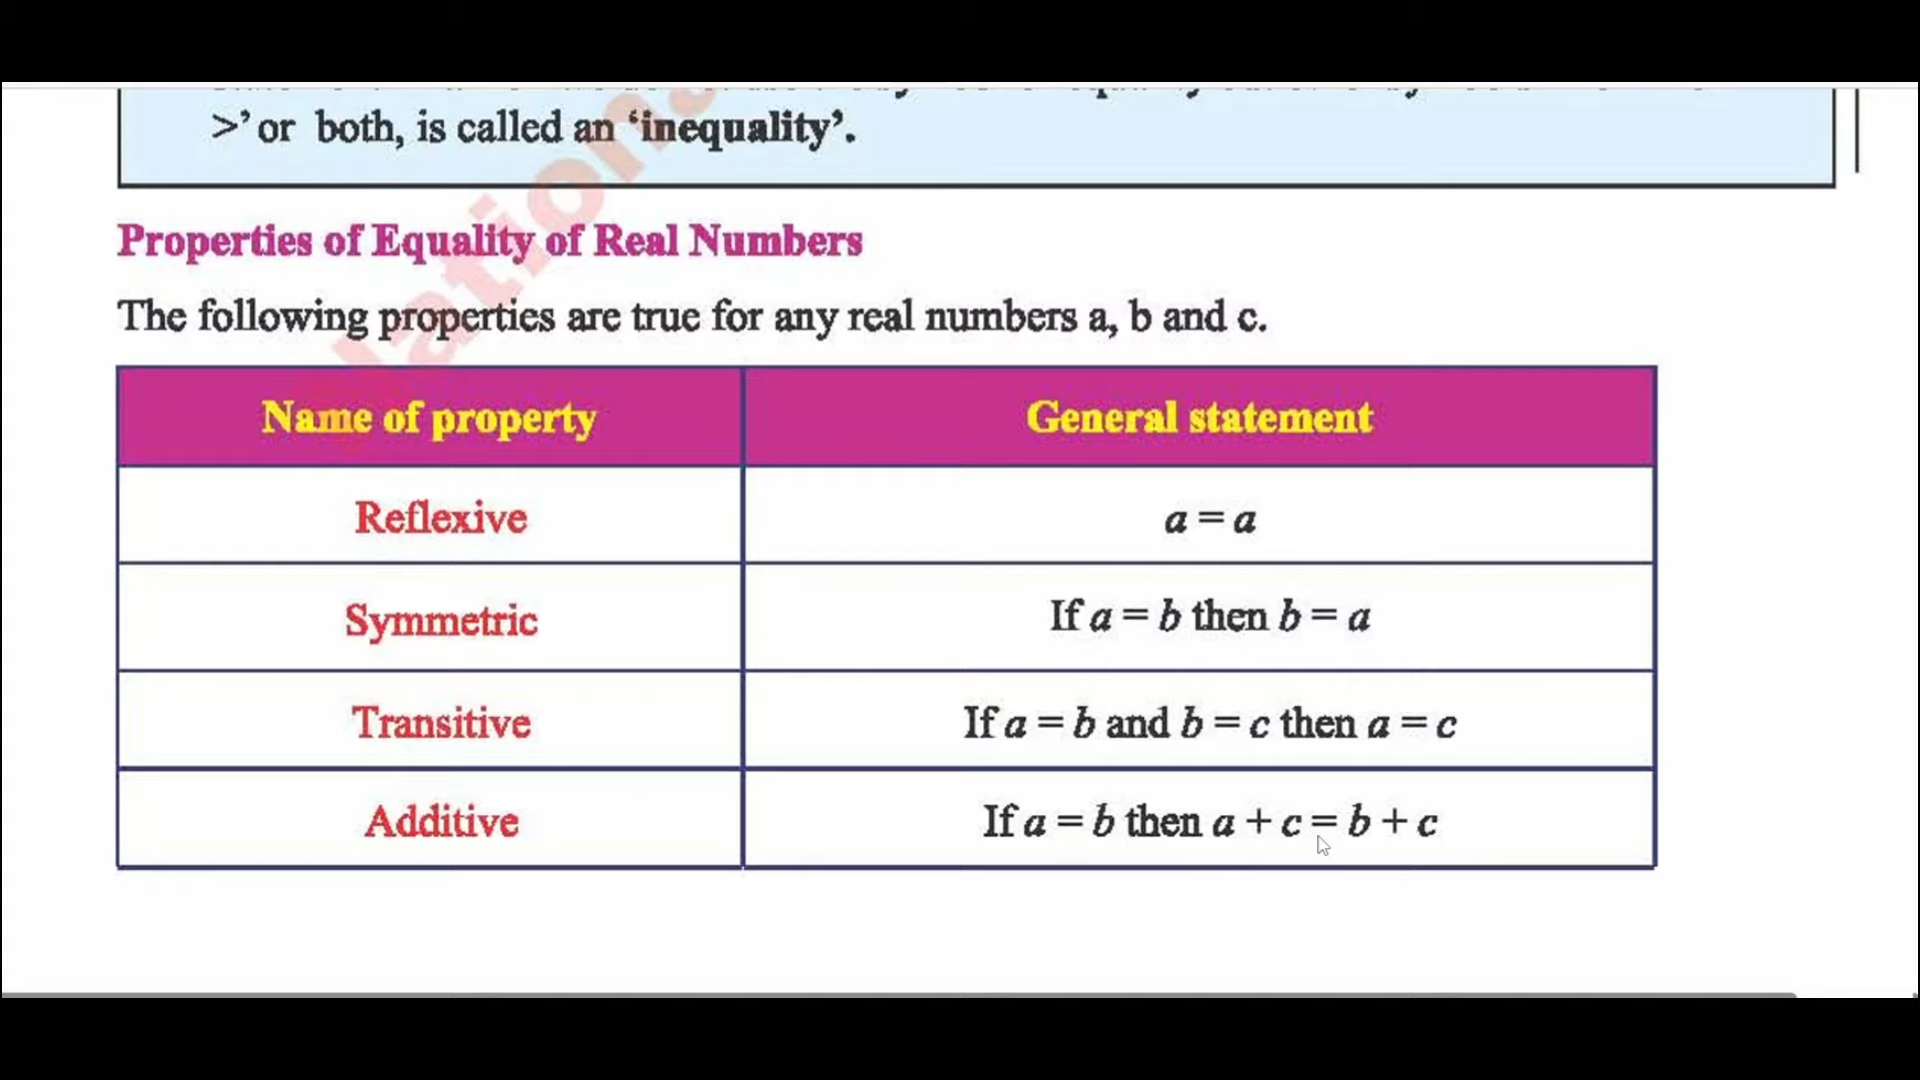 >’ or both, is called an ‘inequality’.
Properties of Equality of Real Numbers
The following properties are true for any real numbers a, b and c.
Name of property General statement
Reflexive a = a
Symmetric If a = b then b = a
Transitive If a = b and b = c then a = c
Additive If a = b then a + c = b + c